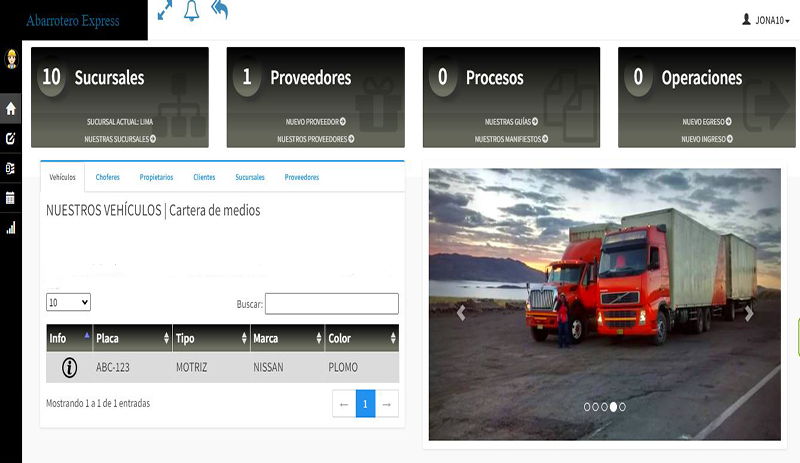 Abarrotero Express
JONA10
10 Sucursales
SUCURSAL ACTUAL: LIMA
NUESTRAS SUCURSALES
1 Proveedores
NUEVO PROVEEDOR
NUESTROS PROVEEDORES
0 Procesos
NUESTRAS GUÍAS
NUESTROS MANIFIESTOS
0 Operaciones
NUEVO EGRESO
NUEVO INGRESO
Vehículos Choferes Propietarios Clientes Sucursales Proveedores
NUESTROS VEHÍCULOS | Cartera de medios
10 Buscar:
Info Placa Tipo Marca Color
ABC-123 MOTRIZ NISSAN PLOMO
Mostrando 1 a 1 de 1 entradas
← 1 →